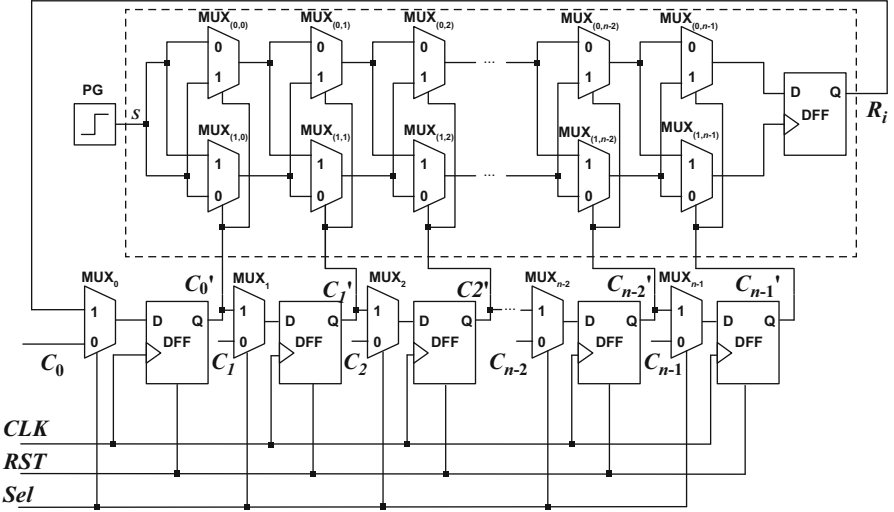 MUX(0,0) MUX(0,1) MUX(0,2) MUX(0,n-2) MUX(0,n-1)
0 0 0 0 0
1 1 1 1 1
PG
S
... 
D Q
DFF
Ri
MUX(1,0) MUX(1,1) MUX(1,2) MUX(1,n-2) MUX(1,n-1)
1 1 1 1 1
0 0 0 0 0
...
MUX0 C0' MUX1 C1' MUX2 C2' MUXn-2 Cn-2' MUXn-1 Cn-1'
1 D Q 1 D Q 1 D Q ... 1 D Q 1 D Q
0 DFF 0 DFF 0 DFF 0 DFF 0 DFF
C0 C1 C2 Cn-2 Cn-1
CLK
RST
Sel